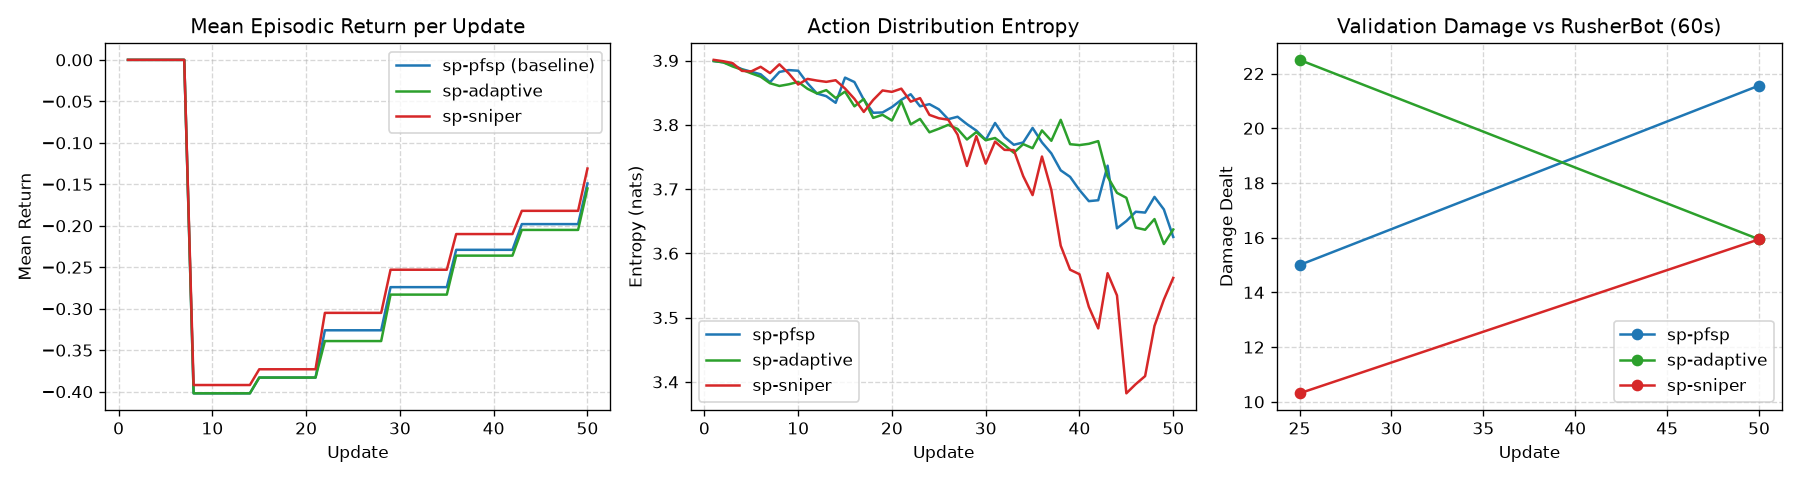 Mean Episodic Return per Update
0.00
−0.05
−0.10
−0.15
−0.20
−0.25
−0.30
−0.35
−0.40
Mean Return
sp-pfsp (baseline)
sp-adaptive
sp-sniper
0 10 20 30 40 50
Update
Action Distribution Entropy
3.9
3.8
3.7
3.6
3.5
3.4
Entropy (nats)
sp-pfsp
sp-adaptive
sp-sniper
0 10 20 30 40 50
Update
Validation Damage vs RusherBot (60s)
22
20
18
16
14
12
10
Damage Dealt
sp-pfsp
sp-adaptive
sp-sniper
25 30 35 40 45 50
Update